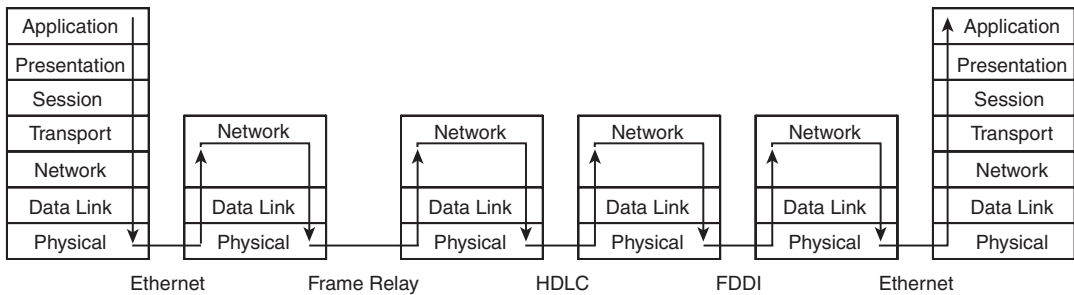 Application
Presentation
Session
Transport
Network
Data Link
Physical
Network
Data Link
Physical
Network
Data Link
Physical
Network
Data Link
Physical
Network
Data Link
Physical
Application
Presentation
Session
Transport
Network
Data Link
Physical
Ethernet
Frame Relay
HDLC
FDDI
Ethernet